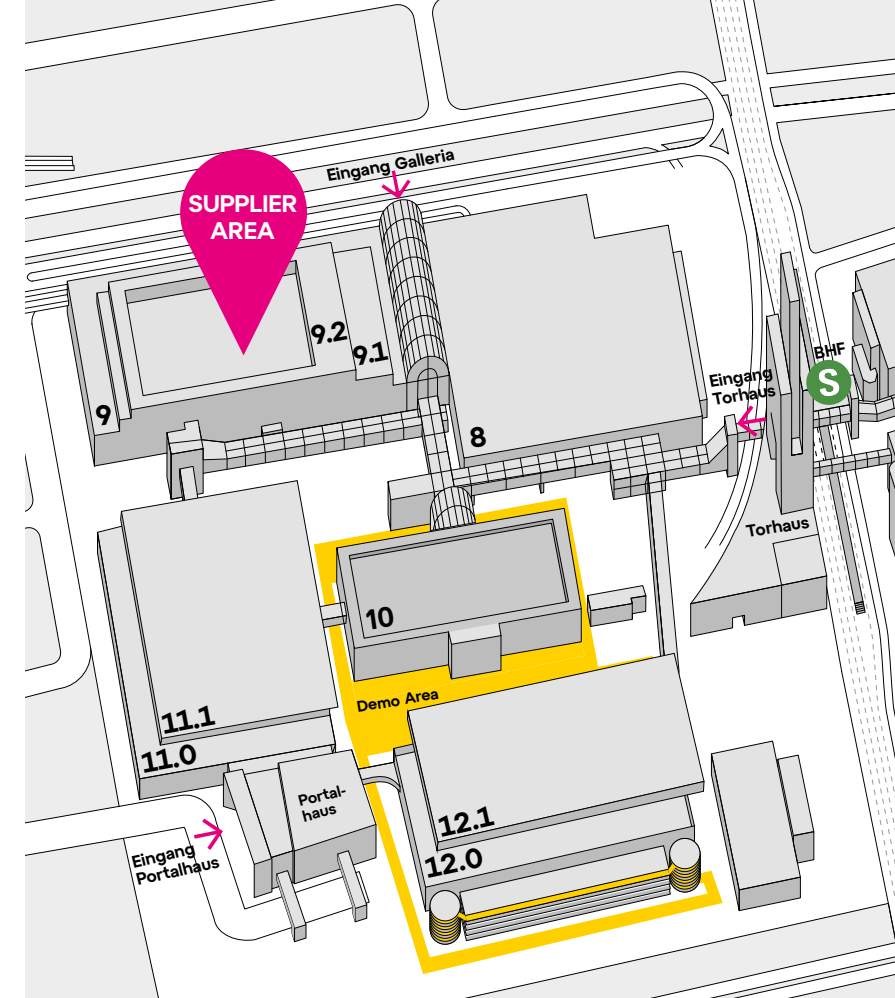 Eingang Galleria
SUPPLIER
AREA
9.2
9.1
BHF
S
Eingang
Torhaus
9
8
Torhaus
10
Demo Area
11.1
11.0
Portal-
haus
12.1
12.0
Eingang
Portalhaus